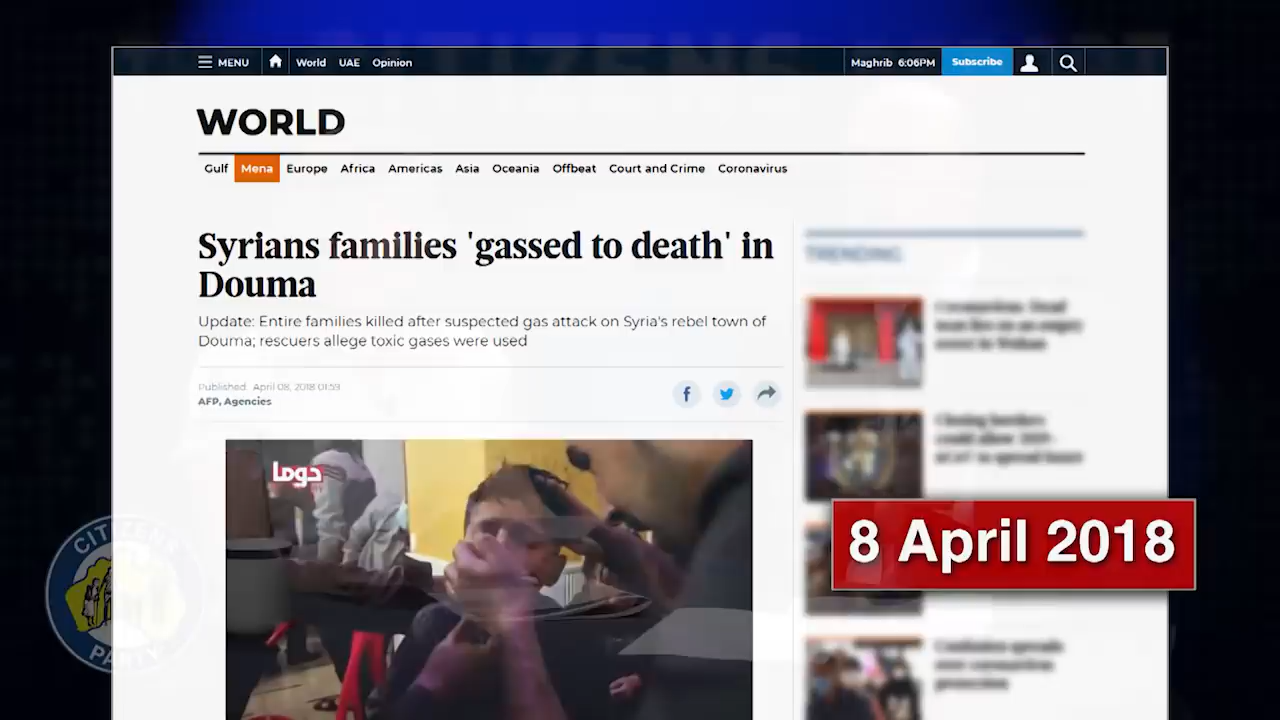 MENU World UAE Opinion Maghrib 6:06PM Subscribe
WORLD
Gulf Mena Europe Africa Americas Asia Oceania Offbeat Court and Crime Coronavirus
Syrians families 'gassed to death' in
Douma
Update: Entire families killed after suspected gas attack on Syria's rebel town of
Douma; rescuers allege toxic gases were used
Published: April 08, 2018 01:59
AFP, Agencies
TRENDING
دوما
8 April 2018
CITIZENS
PARTY